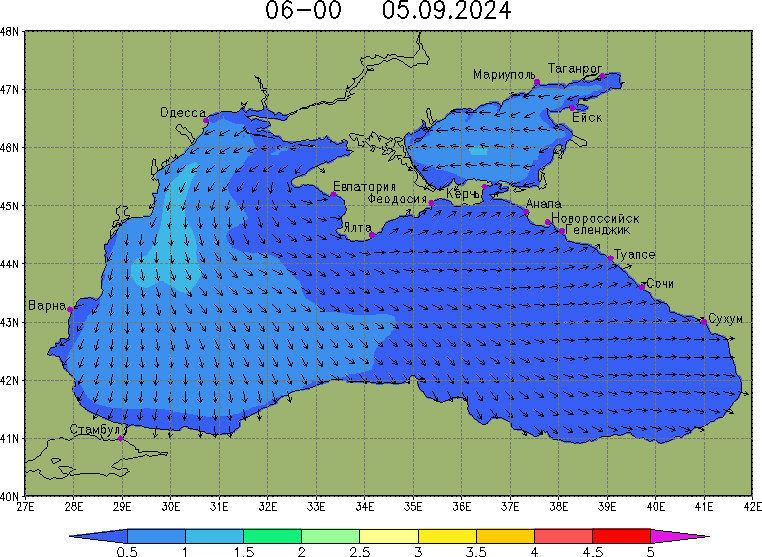 06-00 05.09.2024
48N
47N
46N
45N
44N
43N
42N
41N
40N
Мариуполь
Таганрог
Одесса
Ейск
Евпатория
Керчь
Феодосия
Анапа
Новороссийск
Ялта
Геленджик
Туапсе
Сочи
Варна
Сухум
Стамбул
27E 28E 29E 30E 31E 32E 33E 34E 35E 36E 37E 38E 39E 40E 41E 42E
0.5 1 1.5 2 2.5 3 3.5 4 4.5 5